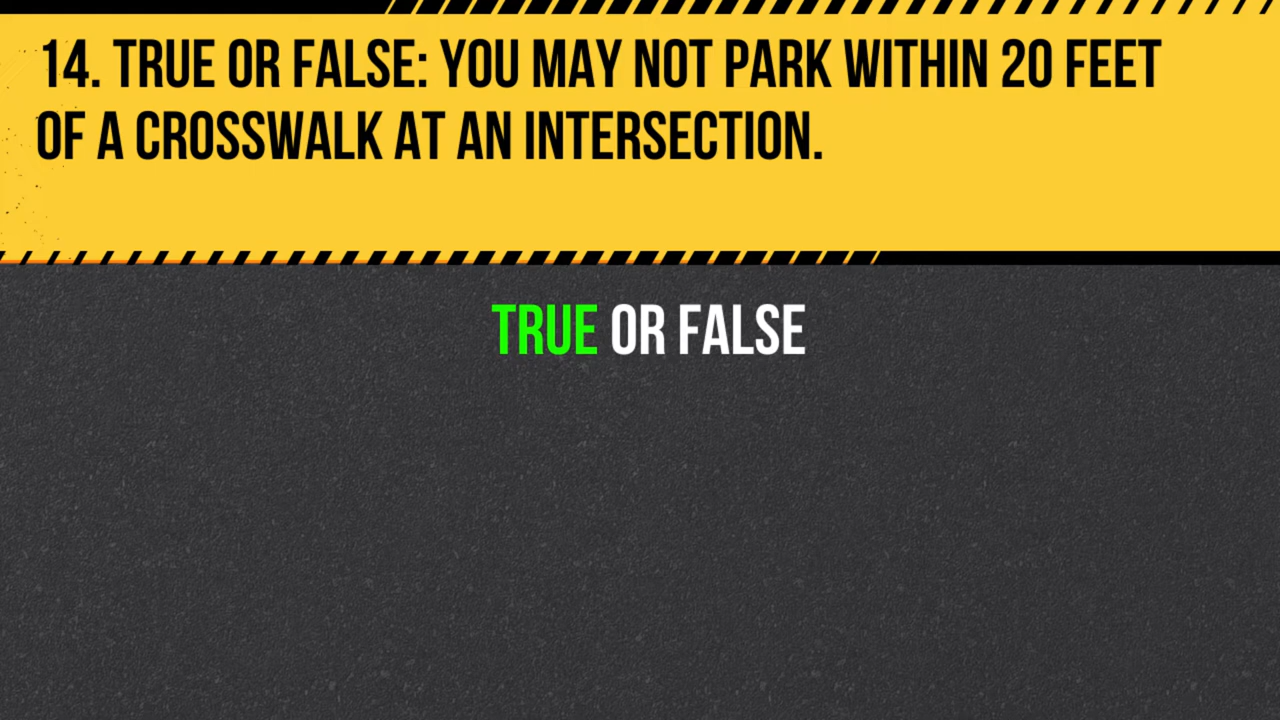 14. TRUE OR FALSE: YOU MAY NOT PARK WITHIN 20 FEET
OF A CROSSWALK AT AN INTERSECTION.
TRUE OR FALSE